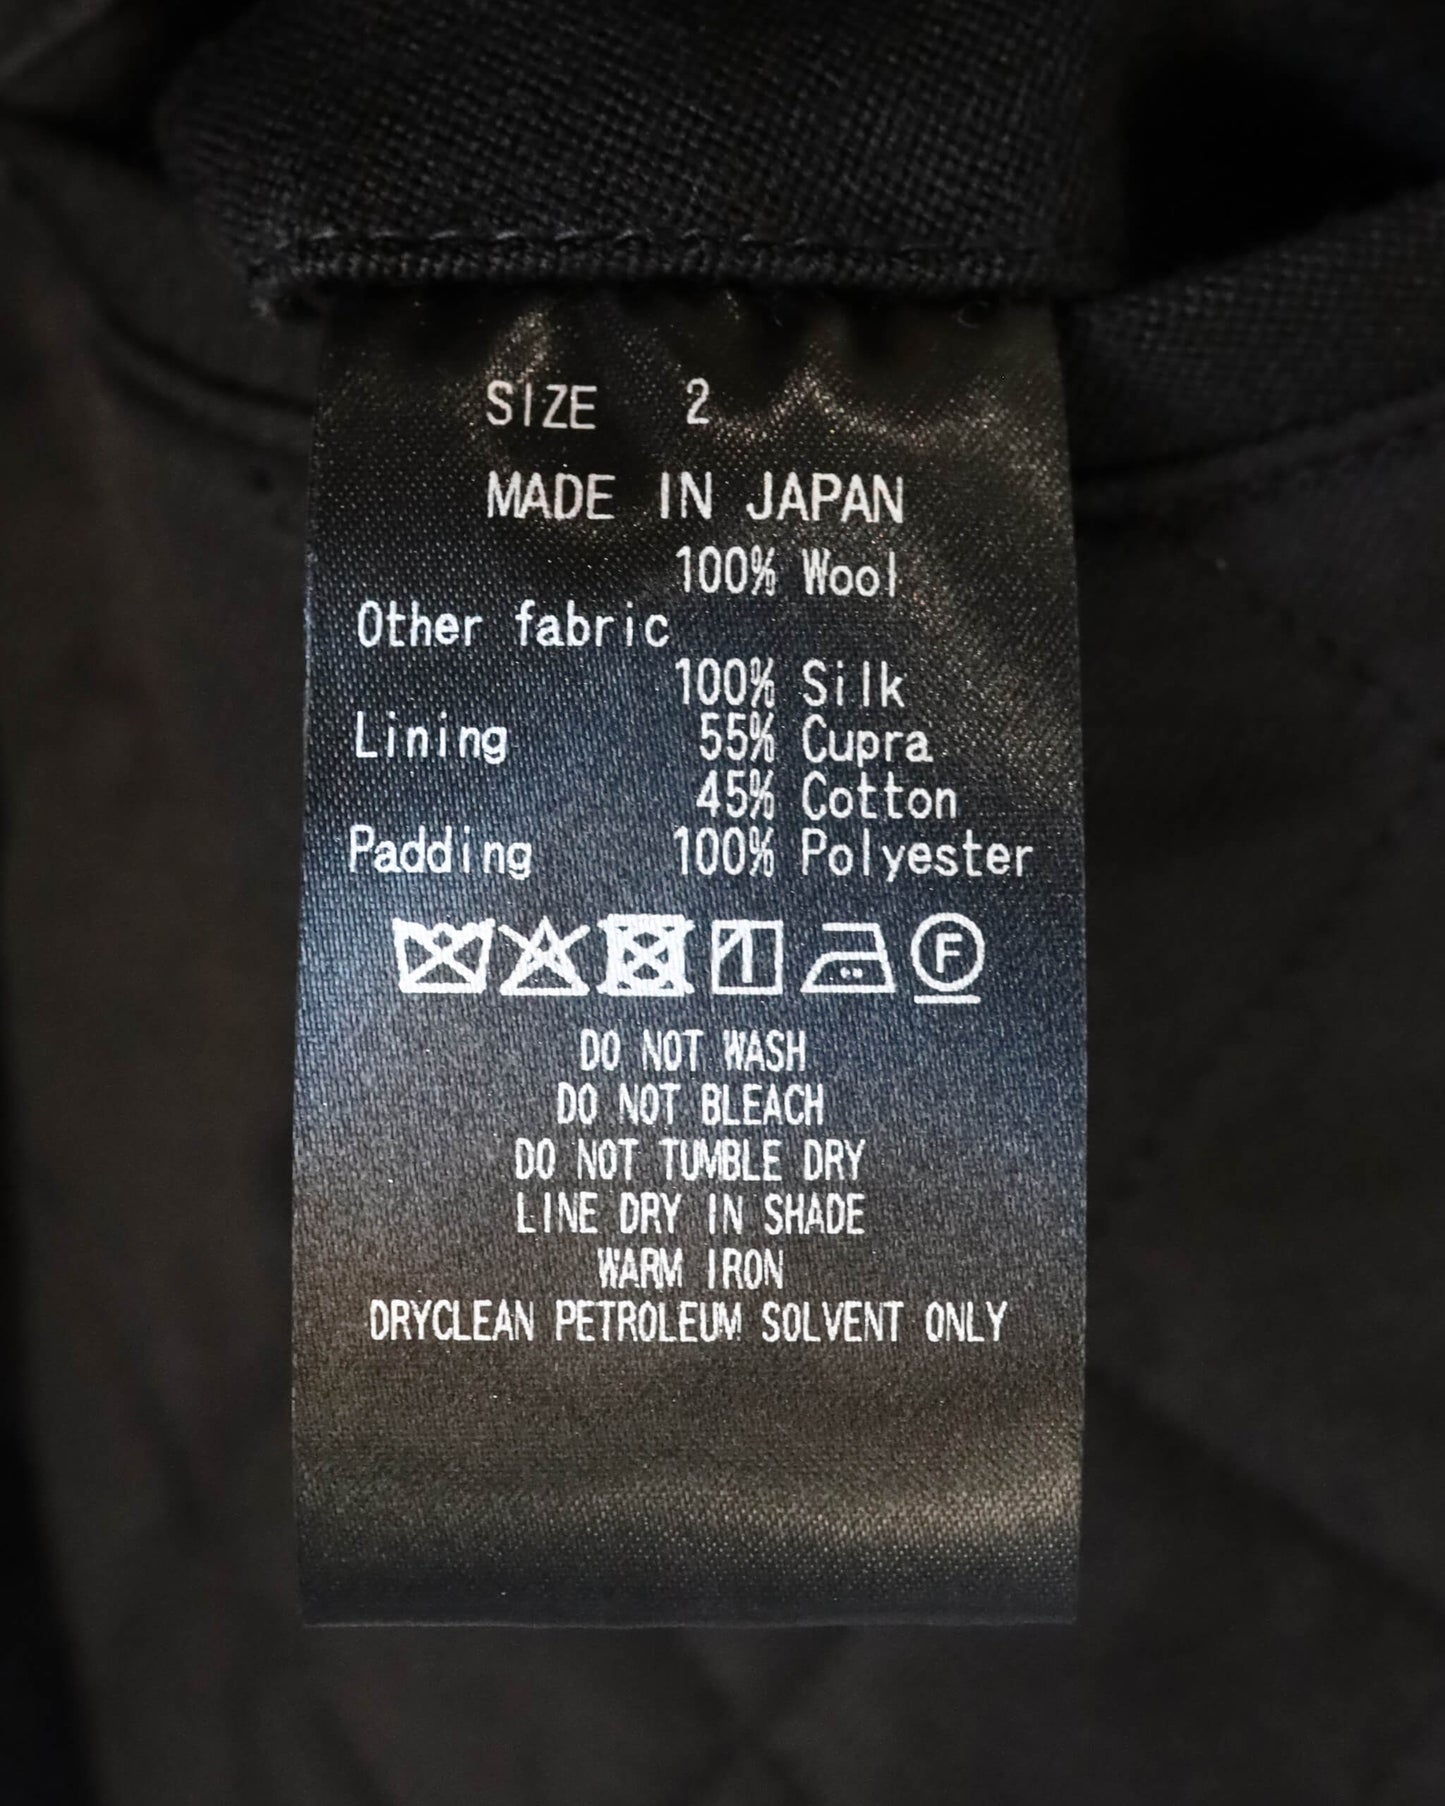 SIZE 2
MADE IN JAPAN
100% Wool
Other fabric
100% Silk
Lining 55% Cupra
45% Cotton
Padding 100% Polyester
F
DO NOT WASH
DO NOT BLEACH
DO NOT TUMBLE DRY
LINE DRY IN SHADE
WARM IRON
DRYCLEAN PETROLEUM SOLVENT ONLY